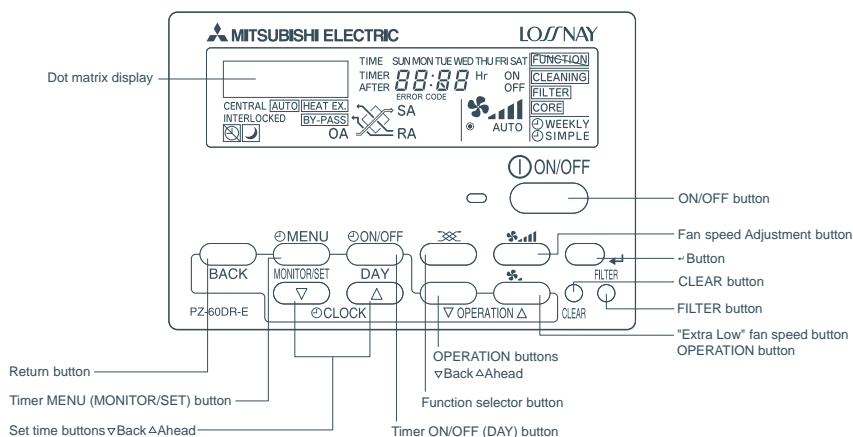 MITSUBISHI ELECTRIC
LOSSNAY
Dot matrix display
TIME SUN MON TUE WED THU FRI SAT
TIMER 88:88 Hr ON
AFTER OFF
ERROR CODE
FUNCTION
CLEANING
FILTER
CORE
WEEKLY
SIMPLE
CENTRAL AUTO HEAT EX.
INTERLOCKED BY-PASS
SA
OA RA
AUTO
ON/OFF
ON/OFF button
MENU
ON/OFF
Fan speed Adjustment button
↵Button
BACK
MONITOR/SET
DAY
FILTER
CLEAR button
▽
△
PZ-60DR-E
CLOCK
▽ OPERATION △
CLEAR
FILTER button
"Extra Low" fan speed button
OPERATION button
OPERATION buttons
▽Back △Ahead
Return button
Function selector button
Timer MENU (MONITOR/SET) button
Set time buttons ▽Back △Ahead
Timer ON/OFF (DAY) button